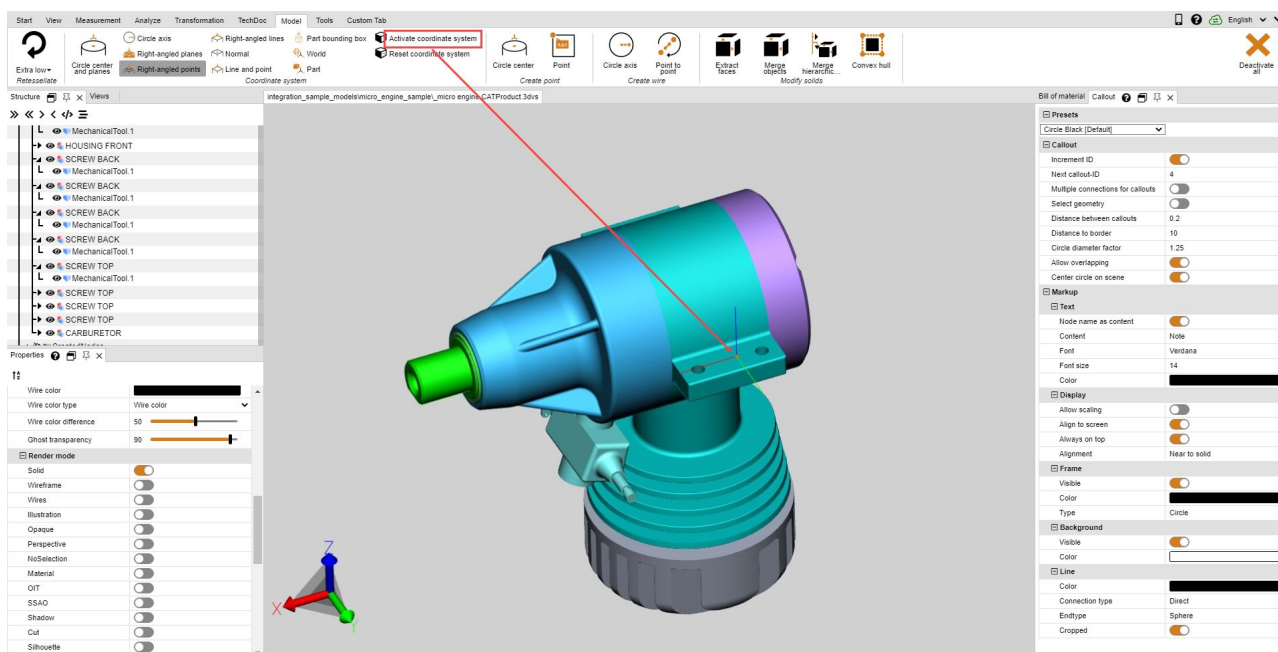 Start View Measurement Analyze Transformation TechDoc Model Tools Custom Tab English
Extra low
Retessellate
Circle center and planes
Circle axis
Right-angled planes
Right-angled points
Right-angled lines
Normal
Line and point
Part bounding box
World
Part
Activate coordinate system
Reset coordinate system
Coordinate system
Circle center
Point
Create point
Circle axis
Point to point
Create wire
Extract faces
Merge objects
Merge hierarchic...
Convex hull
Modify solids
Deactivate all
Structure Views
MechanicalTool.1
HOUSING FRONT
SCREW BACK
MechanicalTool.1
SCREW BACK
MechanicalTool.1
SCREW BACK
MechanicalTool.1
SCREW BACK
MechanicalTool.1
SCREW TOP
MechanicalTool.1
SCREW TOP
SCREW TOP
SCREW TOP
CARBURETOR
Properties
Wire color
Wire color type Wire color
Wire color difference 50
Ghost transparency 90
Render mode
Solid
Wireframe
Wires
Illustration
Opaque
Perspective
NoSelection
Material
OIT
SSAO
Shadow
Cut
Silhouette
integration_sample_models\micro_engine_sample\_micro engine.CATProduct.3dvs
Z
X
Y
Bill of material Callout
Presets
Circle Black [Default]
Callout
Increment ID
Next callout-ID 4
Multiple connections for callouts
Select geometry
Distance between callouts 0.2
Distance to border 10
Circle diameter factor 1.25
Allow overlapping
Center circle on scene
Markup
Text
Node name as content
Content Note
Font Verdana
Font size 14
Color
Display
Allow scaling
Align to screen
Always on top
Alignment Near to solid
Frame
Visible
Color
Type Circle
Background
Visible
Color
Line
Color
Connection type Direct
Endtype Sphere
Cropped